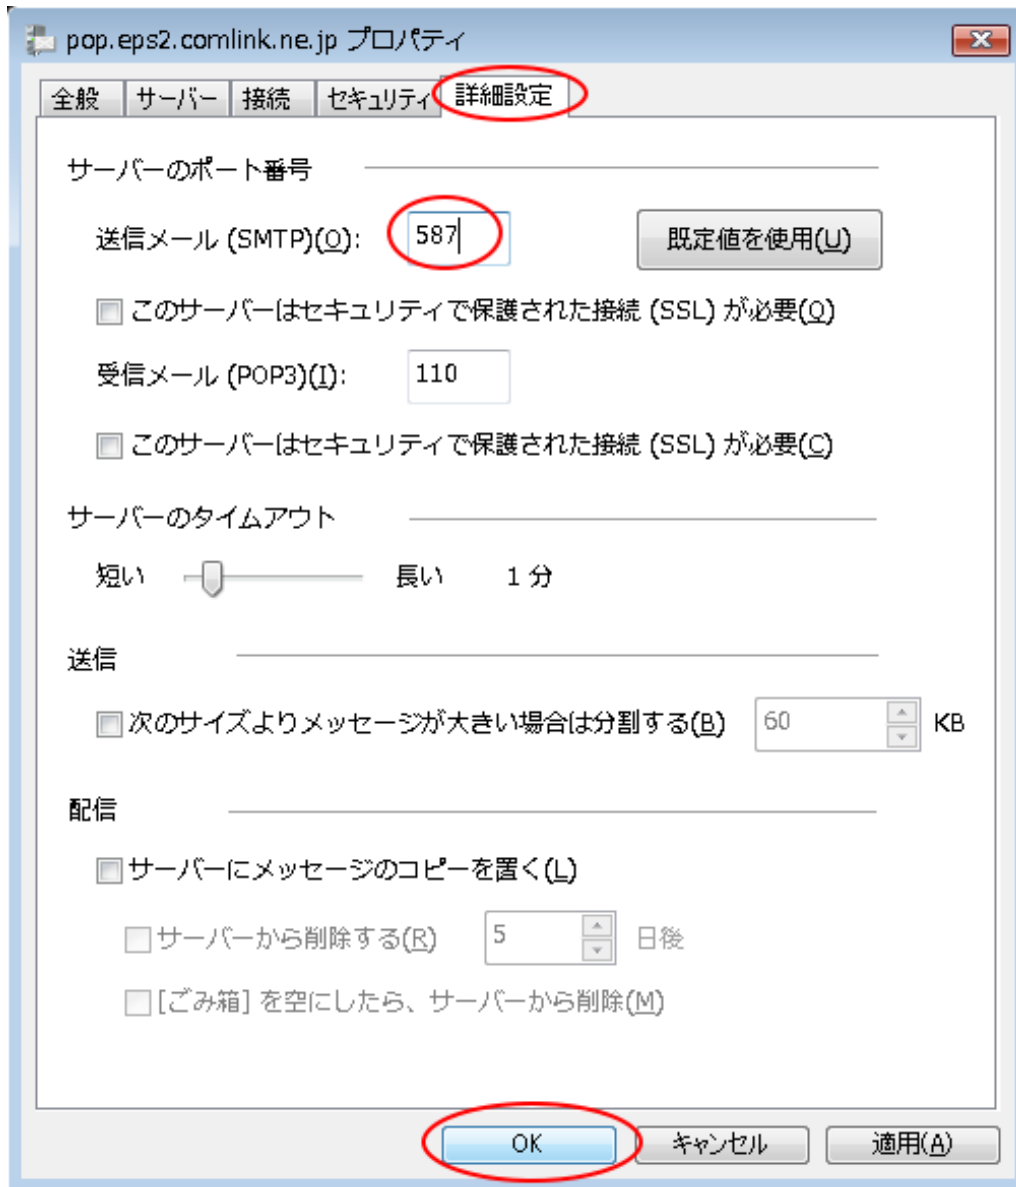 pop.eps2.comlink.ne.jp プロパティ
全般 サーバー 接続 セキュリティ 詳細設定
サーバーのポート番号
送信メール (SMTP)(O): 587 既定値を使用(U)
このサーバーはセキュリティで保護された接続 (SSL) が必要(Q)
受信メール (POP3)(I): 110
このサーバーはセキュリティで保護された接続 (SSL) が必要(C)
サーバーのタイムアウト
短い 長い 1 分
送信
次のサイズよりメッセージが大きい場合は分割する(B) 60 KB
配信
サーバーにメッセージのコピーを置く(L)
サーバーから削除する(R) 5 日後
[ごみ箱] を空にしたら、サーバーから削除(M)
OK キャンセル 適用(A)